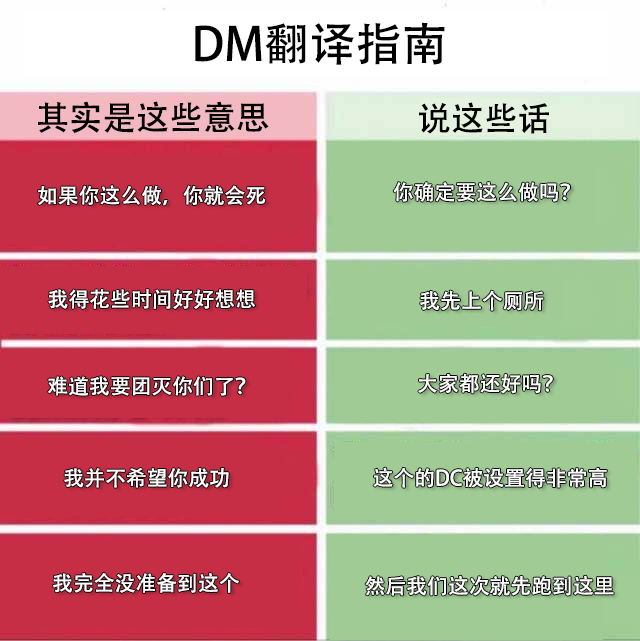 DM翻译指南
其实是这些意思
说这些话
如果你这么做，你就会死
你确定要这么做吗?
我得花些时间好好想想
我先上个厕所
难道我要团灭你们了?
大家都还好吗?
我并不希望你成功
这个的DC被设置得非常高
我完全没准备到这个
然后我们这次就先跑到这里